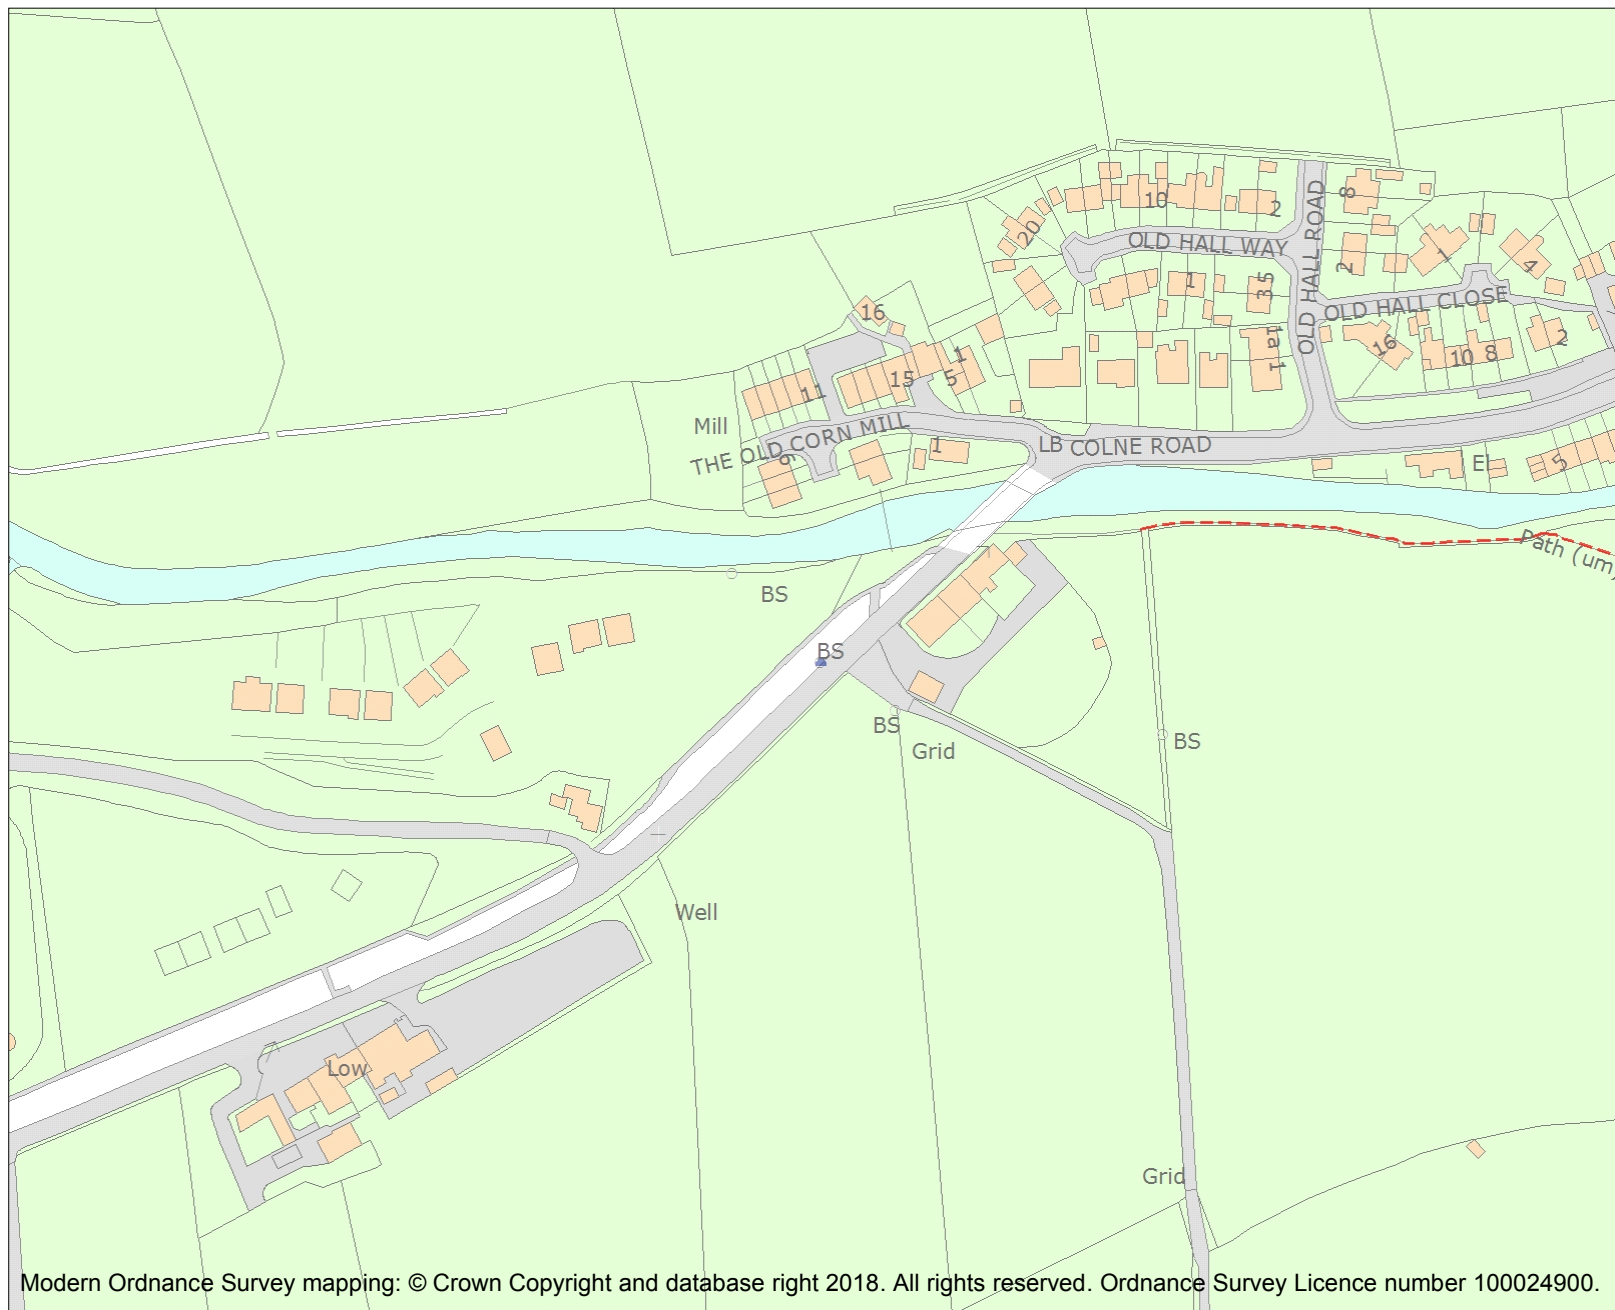 8
10
2
20
OLD HALL ROAD
OLD HALL WAY
2
1
4
1
3 5
OLD HALL CLOSE
16
1a
1
16
2
10
8
1
5
15
11
Mill
THE OLD CORN MILL
9
1
LB
COLNE ROAD
El
5
Path (um)
BS
BS
BS
Grid
BS
Well
Low
Grid
Modern Ordnance Survey mapping: © Crown Copyright and database right 2018. All rights reserved. Ordnance Survey Licence number 100024900.